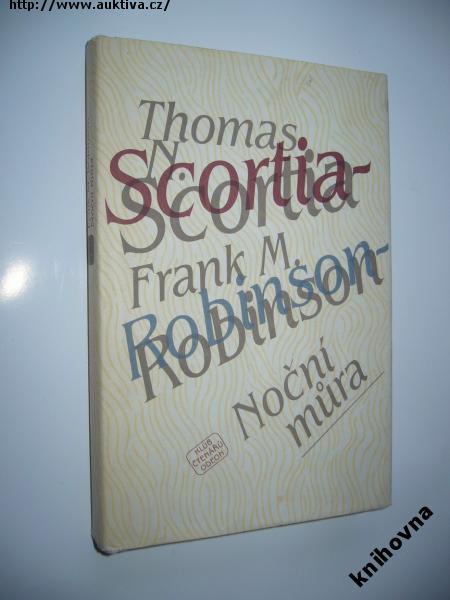 http://www.auktiva.cz/
Thomas
N
Scortia-
Scortia
Frank M.
Robinson-
Robinson
Noční
můra
KLUB
ČTENÁŘŮ
ODEON
knihovna